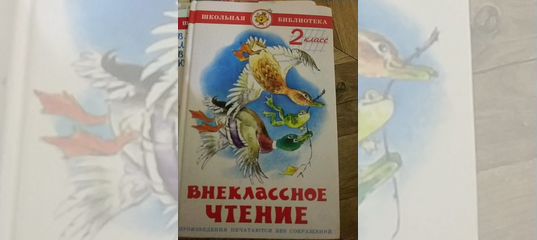 ШКОЛЬНАЯ БИБЛИОТЕКА
2 класс
ВНЕКЛАССНОЕ
ЧТЕНИЕ
ПРОИЗВЕДЕНИЯ ПЕЧАТАЮТСЯ БЕЗ СОКРАЩЕНИЙ